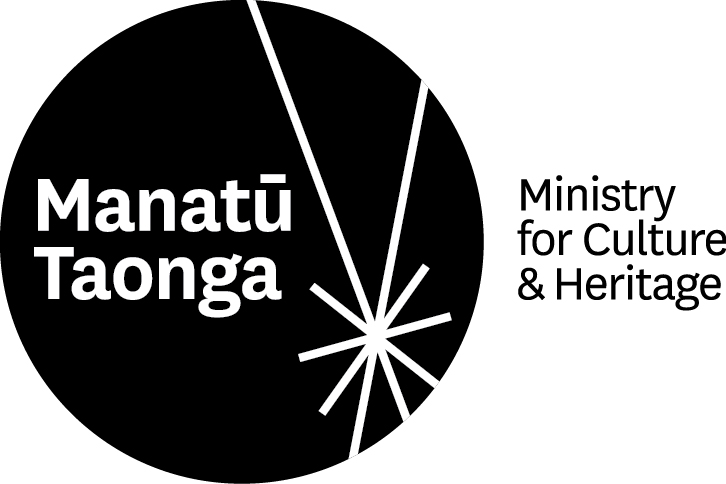 Manatū
Taonga
Ministry
for Culture
& Heritage